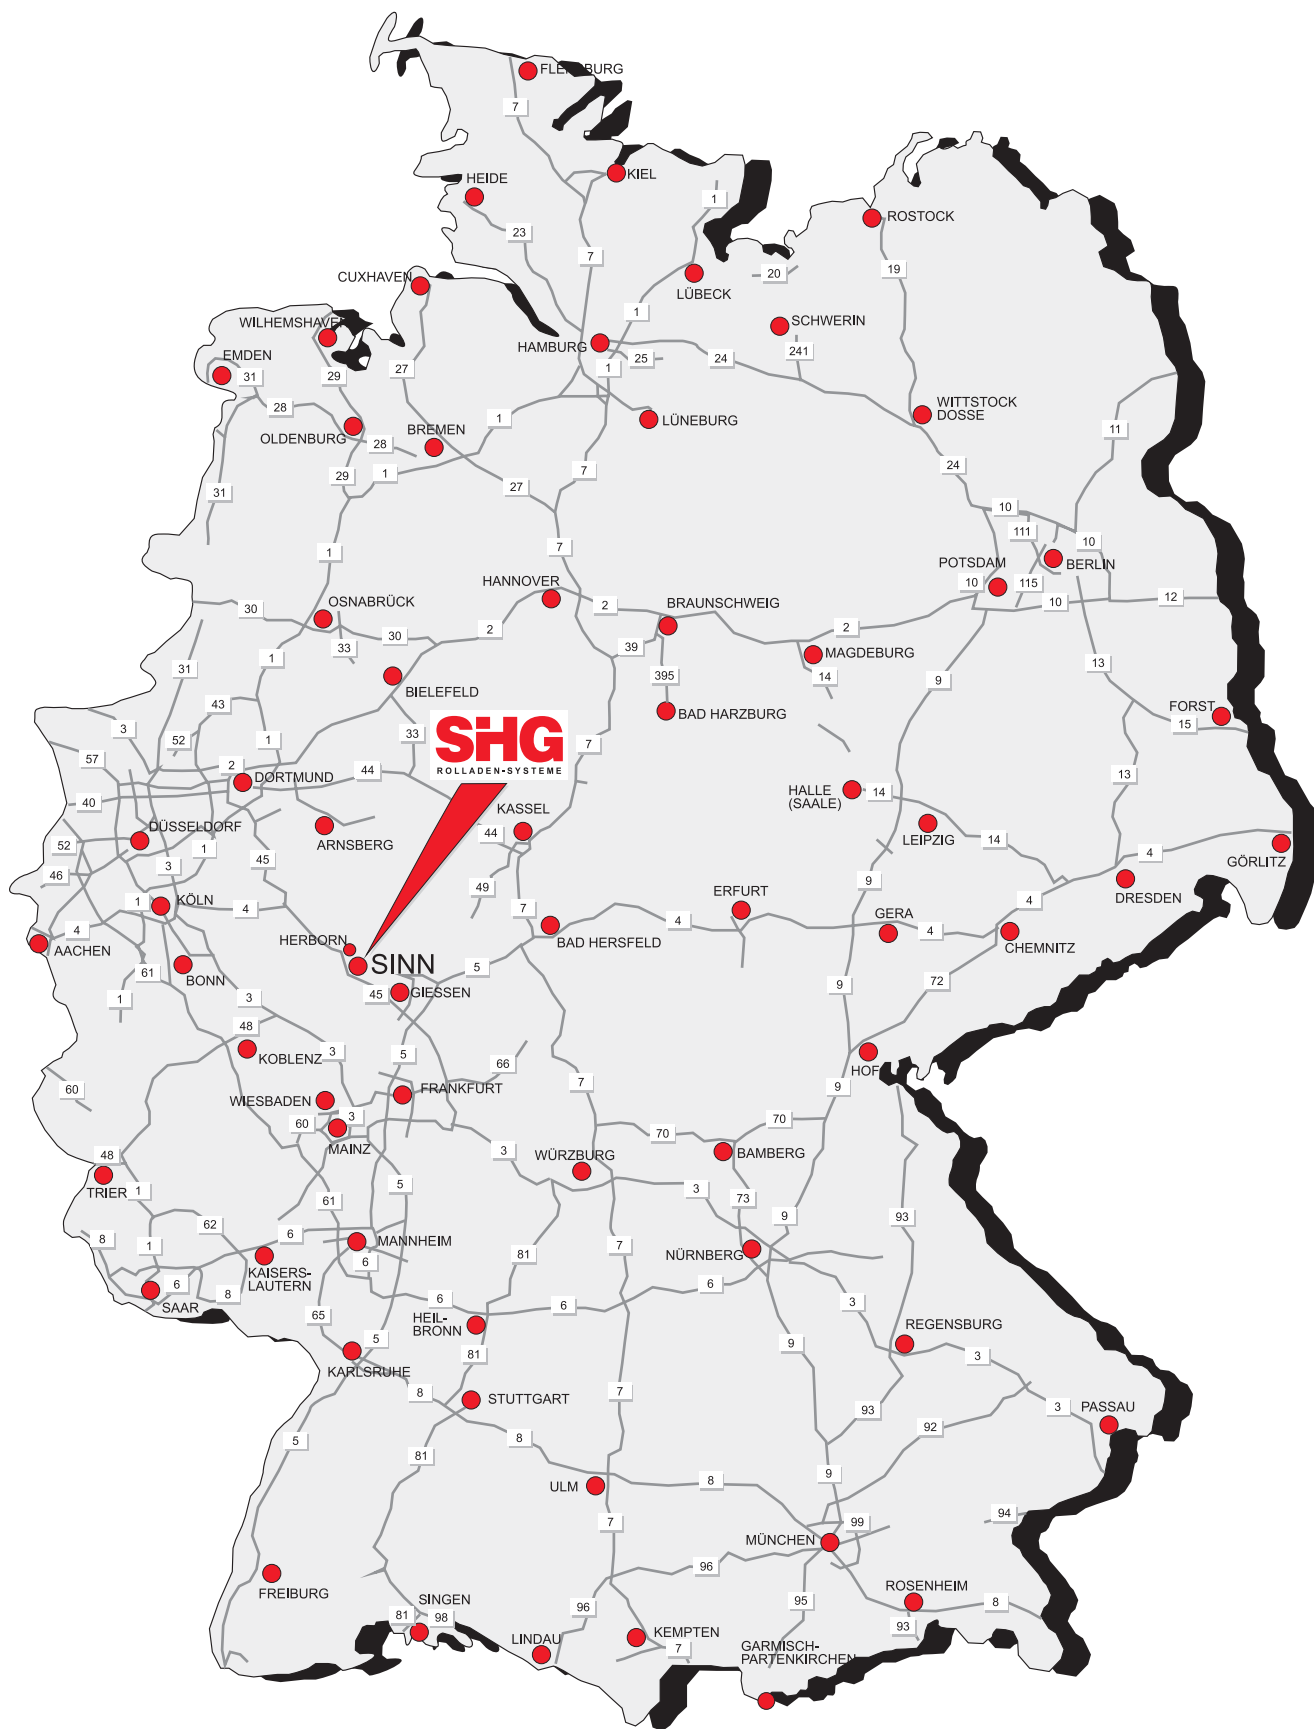 FLENSBURG
7
KIEL
HEIDE
1
ROSTOCK
23
7
19
20
CUXHAVEN
LÜBECK
1
WILHEMSHAVEN
SCHWERIN
HAMBURG
241
EMDEN
25
24
31
29
27
1
28
1
WITTSTOCK
DOSSE
OLDENBURG
28
BREMEN
LÜNEBURG
11
29
1
7
24
31
27
10
111
1
7
10
POTSDAM
BERLIN
HANNOVER
10
115
30
OSNABRÜCK
2
BRAUNSCHWEIG
10
12
30
2
2
33
39
1
MAGDEBURG
31
395
14
13
BIELEFELD
9
43
BAD HARZBURG
FORST
3
52
1
33
SHG
ROLLADEN-SYSTEME
7
15
57
2
DORTMUND
44
13
40
HALLE
(SAALE)
14
KASSEL
DÜSSELDORF
44
LEIPZIG
52
1
ARNSBERG
14
4
GÖRLITZ
46
3
45
49
9
ERFURT
DRESDEN
1
KÖLN
4
7
4
4
GERA
4
4
BAD HERSFELD
CHEMNITZ
HERBORN
AACHEN
SINN
61
BONN
5
72
1
3
45
GIESSEN
9
48
KOBLENZ
3
5
66
HOF
60
WIESBADEN
FRANKFURT
7
9
60
3
MAINZ
70
70
48
3
WÜRZBURG
BAMBERG
TRIER
1
5
3
61
73
62
9
93
8
1
6
MANNHEIM
7
NÜRNBERG
6
81
KAISERS-
LAUTERN
6
8
6
6
6
3
SAAR
65
HEIL-
BRONN
5
9
REGENSBURG
KARLSRUHE
81
3
8
STUTTGART
7
93
3
PASSAU
5
8
92
81
ULM
8
9
94
7
99
MÜNCHEN
96
FREIBURG
ROSENHEIM
SINGEN
95
8
81
98
96
93
LINDAU
KEMPTEN
7
GARMISCH-
PARTENKIRCHEN